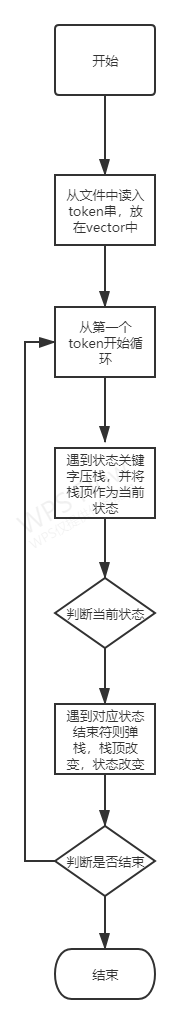 开始
从文件中读入
token串，放
在vector中
从第一个
token开始循
环
遇到状态关键
字压栈，并将
栈顶作为当前
状态
判断当前状态
遇到对应状态
结束符则弹
栈，栈顶改
变，状态改变
判断是否结束
结束